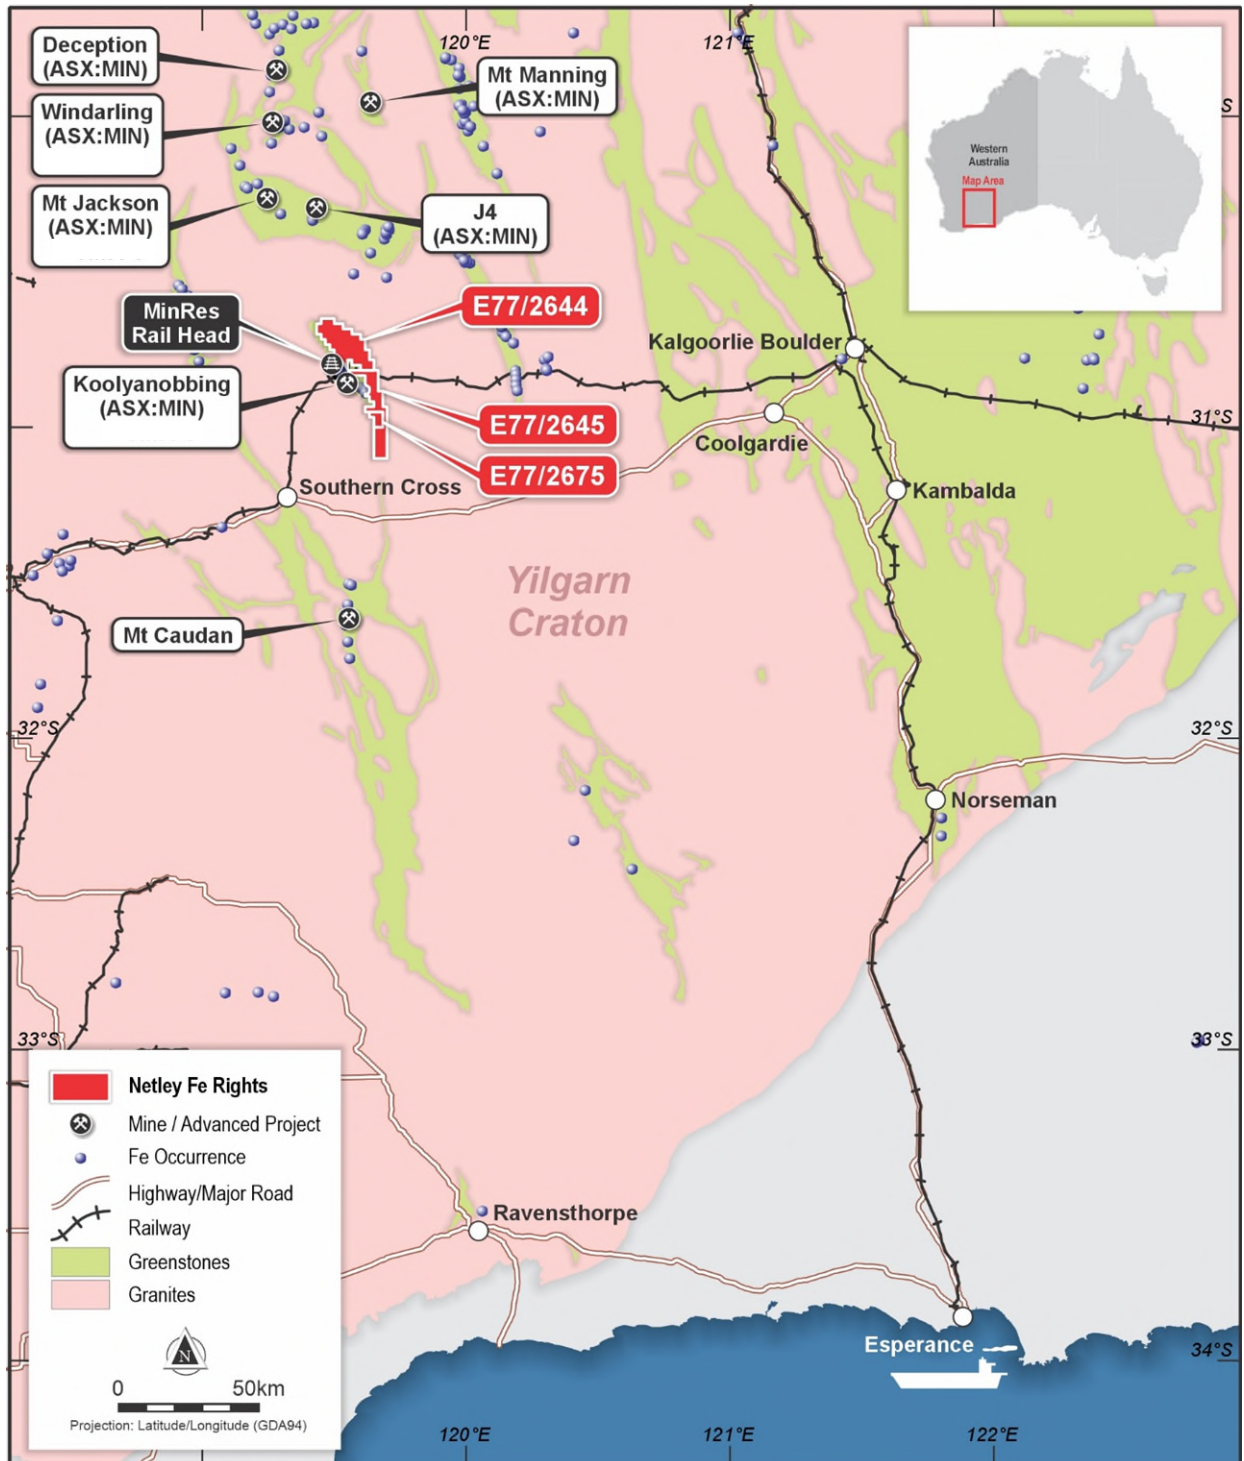 120°E
121°E
Deception
(ASX:MIN)
Mt Manning
(ASX:MIN)
Windarling
(ASX:MIN)
S
Western
Australia
Map Area
Mt Jackson
(ASX:MIN)
J4
(ASX:MIN)
MinRes
Rail Head
E77/2644
Kalgoorlie Boulder
Koolyanobbing
(ASX:MIN)
31°S
E77/2645
Coolgardie
E77/2675
Southern Cross
Kambalda
Yilgarn
Craton
Mt Caudan
32°S
32°S
Norseman
33°S
33°S
Netley Fe Rights
Mine / Advanced Project
Fe Occurrence
Highway/Major Road
Railway
Greenstones
Granites
N
0 50km
Projection: Latitude/Longitude (GDA94)
Ravensthorpe
Esperance
34°S
120°E
121°E
122°E